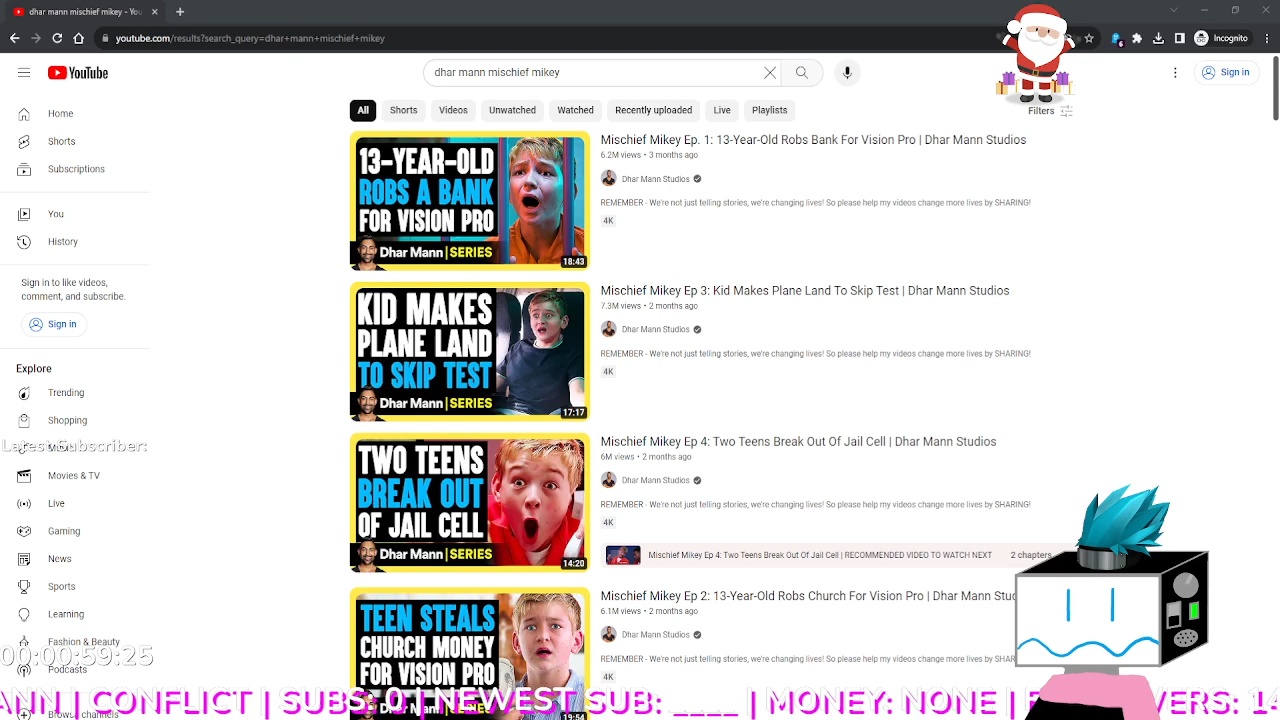 dhar mann mischief mikey - You
youtube.com/results?search_query=dhar+mann+mischief+mikey
6
Incognito
YouTube
dhar mann mischief mikey
Sign in
All
Shorts
Videos
Unwatched
Watched
Recently uploaded
Live
Playlists
Filters
Home
Shorts
Subscriptions
You
History
Sign in to like videos,
comment, and subscribe.
Sign in
Explore
Trending
Shopping
Latest Subscribers:
Movies & TV
Live
Gaming
News
Sports
Learning
Fashion & Beauty
00:00:59:25
Podcasts
Browse channels
13-YEAR-OLD
ROBS A BANK
FOR VISION PRO
Dhar Mann | SERIES
18:43
Mischief Mikey Ep. 1: 13-Year-Old Robs Bank For Vision Pro | Dhar Mann Studios
6.2M views • 3 months ago
Dhar Mann Studios
REMEMBER - We're not just telling stories, we're changing lives! So please help my videos change more lives by SHARING!
4K
KID MAKES
PLANE LAND
TO SKIP TEST
Dhar Mann | SERIES
17:17
Mischief Mikey Ep 3: Kid Makes Plane Land To Skip Test | Dhar Mann Studios
7.3M views • 2 months ago
Dhar Mann Studios
REMEMBER - We're not just telling stories, we're changing lives! So please help my videos change more lives by SHARING!
4K
TWO TEENS
BREAK OUT
OF JAIL CELL
Dhar Mann | SERIES
14:20
Mischief Mikey Ep 4: Two Teens Break Out Of Jail Cell | Dhar Mann Studios
6M views • 2 months ago
Dhar Mann Studios
REMEMBER - We're not just telling stories, we're changing lives! So please help my videos change more lives by SHARING!
4K
Mischief Mikey Ep 4: Two Teens Break Out Of Jail Cell | RECOMMENDED VIDEO TO WATCH NEXT
2 chapters
TEEN STEALS
CHURCH MONEY
FOR VISION PRO
19:54
Mischief Mikey Ep 2: 13-Year-Old Robs Church For Vision Pro | Dhar Mann Stu
6.1M views • 2 months ago
Dhar Mann Studios
REMEMBER - We're not just telling stories, we're changing lives! So please help my videos change more lives by SHARING
4K
ANN | CONFLICT | SUBS: 0 | NEWEST SUB: ____ | MONEY: NONE | F VERS: 14